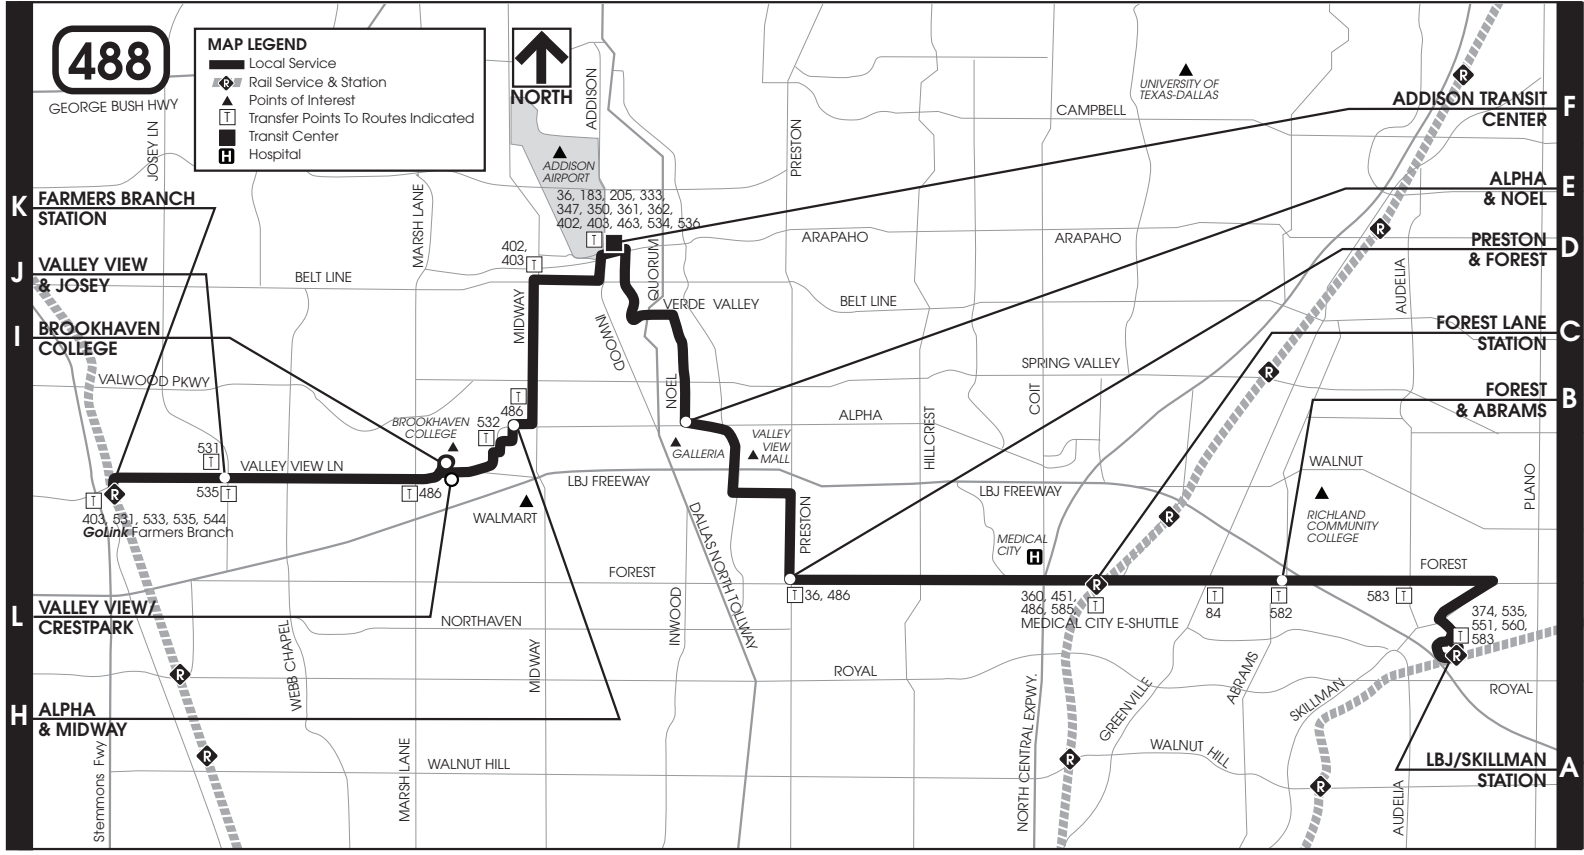 488
MAP LEGEND
Local Service
R Rail Service & Station
Points of Interest
T Transfer Points To Routes Indicated
Transit Center
H Hospital
NORTH
GEORGE BUSH HWY
JOSEY LN
MARSH LANE
ADDISON
ADDISON
AIRPORT
36, 183, 205, 333,
347, 350, 361, 362,
402, 403, 463, 534, 536
T
PRESTON
UNIVERSITY OF
TEXAS-DALLAS
CAMPBELL
R
ADDISON TRANSIT
CENTER
F
ALPHA
& NOEL
E
PRESTON
& FOREST
D
FOREST LANE
STATION
C
FOREST
& ABRAMS
B
K
FARMERS BRANCH
STATION
J
VALLEY VIEW
& JOSEY
I
BROOKHAVEN
COLLEGE
402,
403
T
BELT LINE
MIDWAY
INWOOD
QUORUM
VERDE VALLEY
ARAPAHO
ARAPAHO
BELT LINE
R
AUDELIA
SPRING VALLEY
R
COIT
HILLCREST
ALPHA
NOEL
VALWOOD PKWY
BROOKHAVEN
COLLEGE
T
486
532
T
GALLERIA
VALLEY
VIEW
MALL
531
T
VALLEY VIEW LN
535
T
T
486
T
R
403, 531, 533, 535, 544
GoLink Farmers Branch
WALMART
LBJ FREEWAY
LBJ FREEWAY
PRESTON
DALLAS NORTH TOLLWAY
WALNUT
PLANO
RICHLAND
COMMUNITY
COLLEGE
R
MEDICAL
CITY
H
FOREST
FOREST
R
T
36, 486
360, 451,
486, 585,
T
MEDICAL CITY E-SHUTTLE
T
84
T
582
583
T
374, 535,
551, 560,
583
T
R
L
VALLEY VIEW/
CRESTPARK
NORTHAVEN
INWOOD
MIDWAY
WEBB CHAPEL
R
ROYAL
ROYAL
NORTH CENTRAL EXPWY.
GREENVILLE
ABRAMS
SKILLMAN
H
ALPHA
& MIDWAY
Stemmons Fwy
R
MARSH LANE
WALNUT HILL
WALNUT HILL
R
R
AUDELIA
LBJ/SKILLMAN
STATION
A